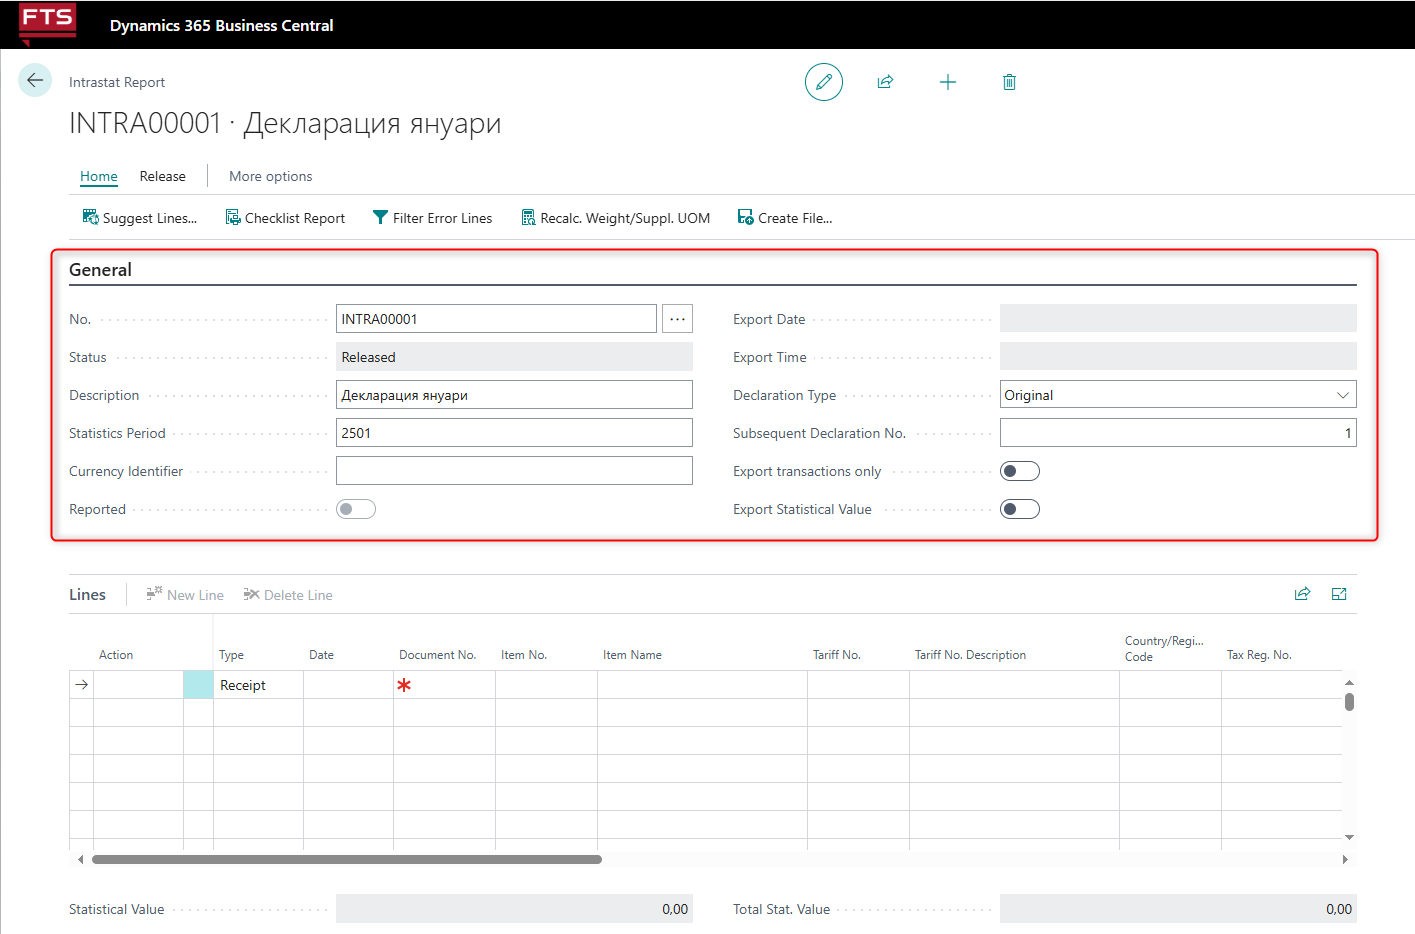 FTS
Dynamics 365 Business Central
Intrastat Report
INTRA00001 · Декларация януари
Home Release More options
Suggest Lines... Checklist Report Filter Error Lines Recalc. Weight/Suppl. UOM Create File...
General
No. INTRA00001 ...
Status Released
Description Декларация януари
Statistics Period 2501
Currency Identifier
Reported
Export Date
Export Time
Declaration Type Original
Subsequent Declaration No. 1
Export transactions only
Export Statistical Value
Lines New Line Delete Line
Action Type Date Document No. Item No. Item Name Tariff No. Tariff No. Description Country/Regi... Code Tax Reg. No.
Receipt *
Statistical Value 0,00
Total Stat. Value 0,00